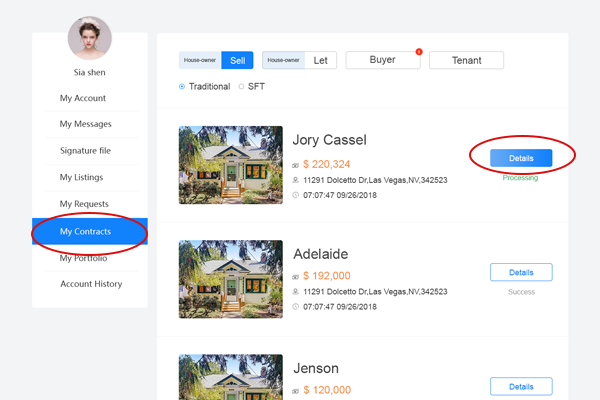 House-owner Sell House-owner Let Buyer Tenant
Traditional SFT
Sia shen
My Account
My Messages
Signature file
My Listings
My Requests
My Contracts
My Portfolio
Account History
Jory Cassel
$ 220,324
11291 Dolcetto Dr,Las Vegas,NV,342523
07:07:47 09/26/2018
Details
Processing
Adelaide
$ 192,000
11291 Dolcetto Dr,Las Vegas,NV,342523
07:07:47 09/26/2018
Details
Success
Jenson
$ 120,000
Details